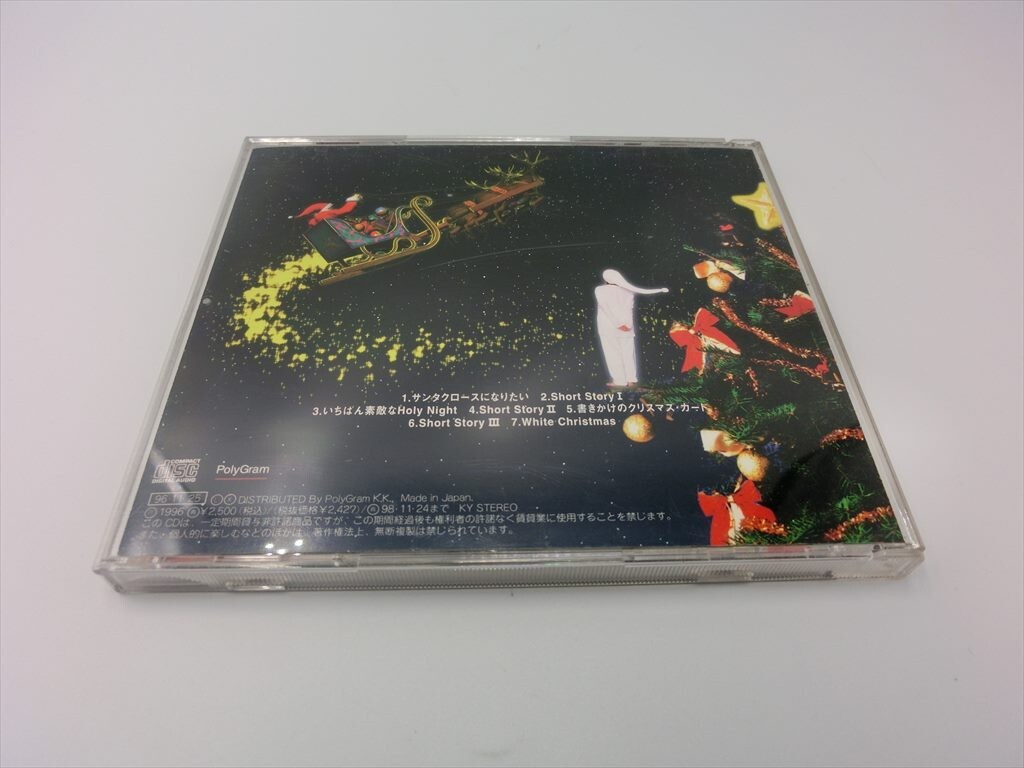 1.サンタクロースになりたい 2.Short Story Ⅰ
3.いちばん素敵なHoly Night 4.Short Story Ⅱ 5.書きかけのクリスマス・カード
6.Short Story Ⅲ 7.White Christmas
COMPACT
disc
DIGITAL AUDIO
PolyGram
96·11·25 DISTRIBUTED By PolyGram K.K., Made in Japan.
1996 ¥2,500(税込)/(税抜価格¥2,427)/ 98·11·24まで KY STEREO
このCDは、一定期間貸与非許諾商品ですが、この期間経過後も権利者の許諾なく賃貸業に使用することを禁じます。
また、個人的に楽しむなどのほかは、著作権法上、無断複製は禁じられています。